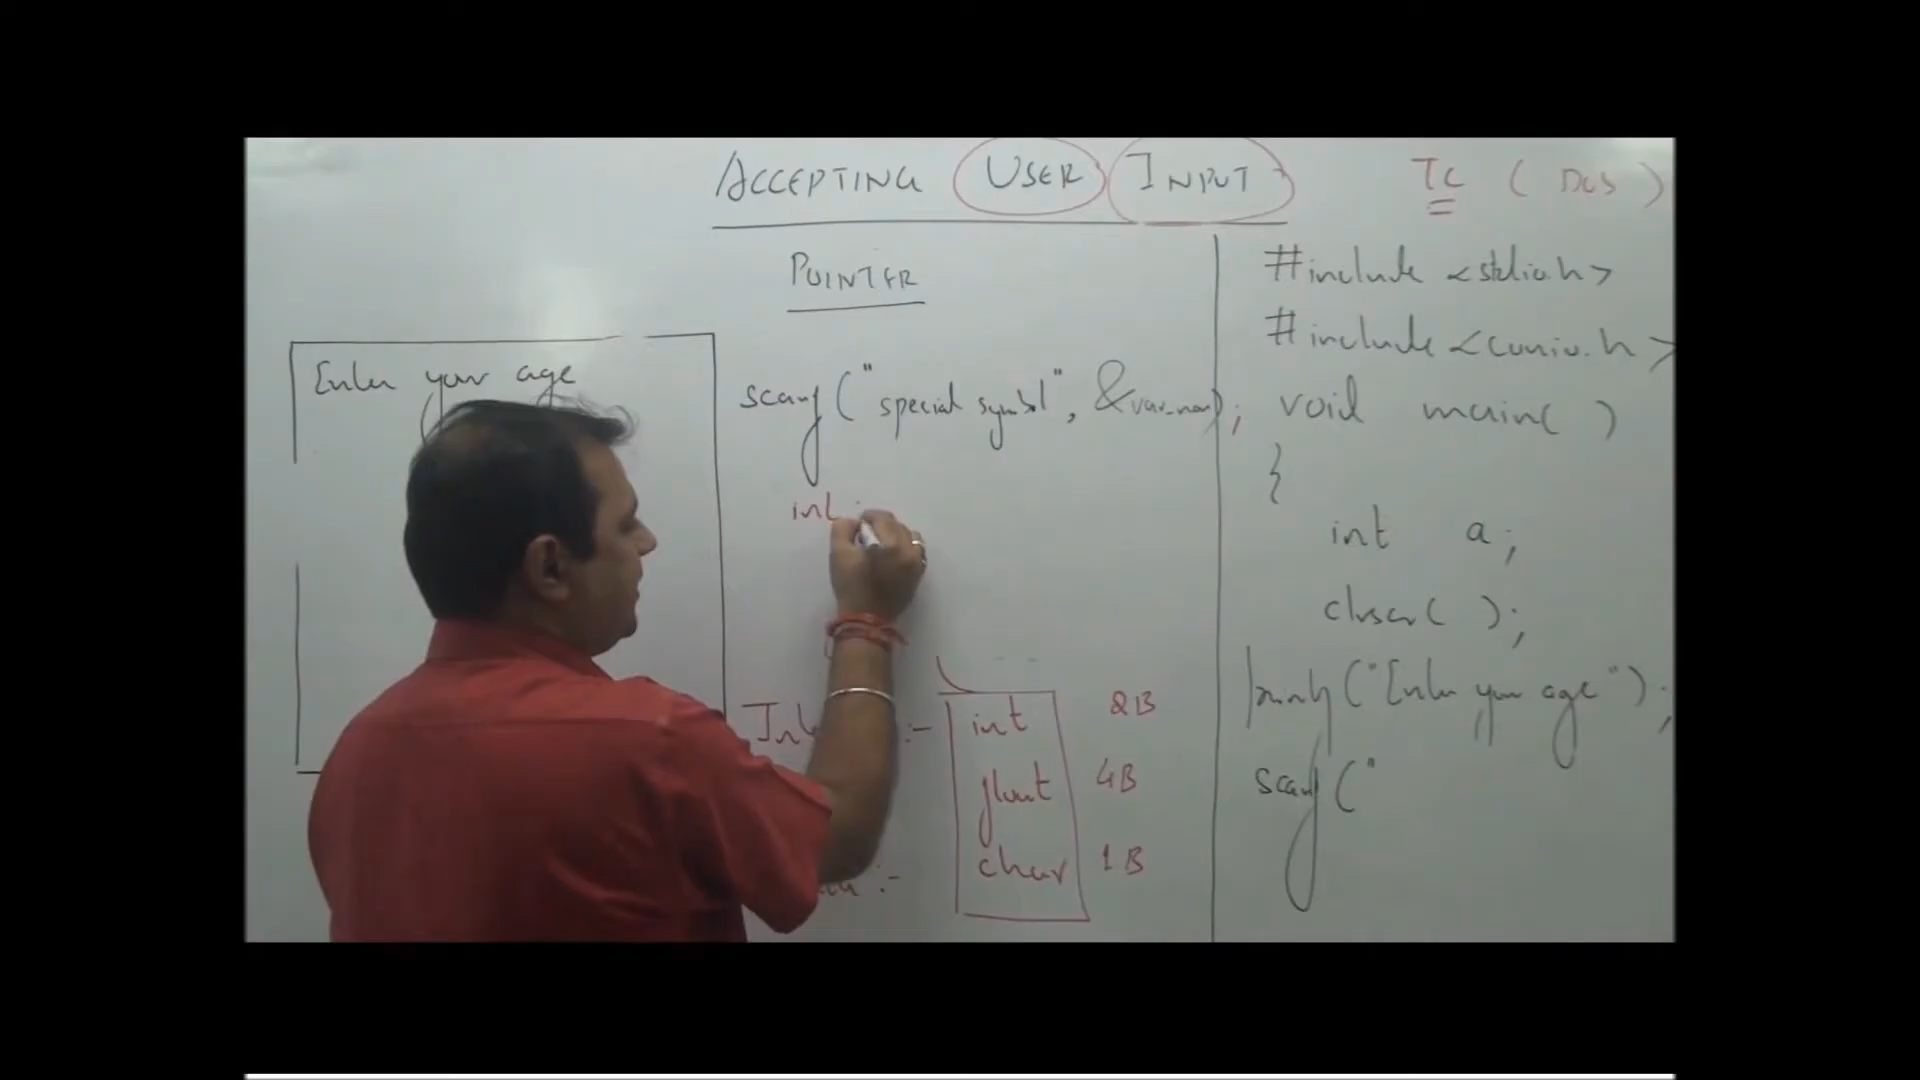 ACCEPTING USER INPUT
TC ( DOS )
POINTER
Enter your age
scanf ("special symbol", &var_nam);
int
int 2B
float 4B
char 1B
:-
:-
#include <stdio.h>
#include <conio.h>
void main( )
{
int a;
clrscr( );
printf ("Enter your age");
scanf ("